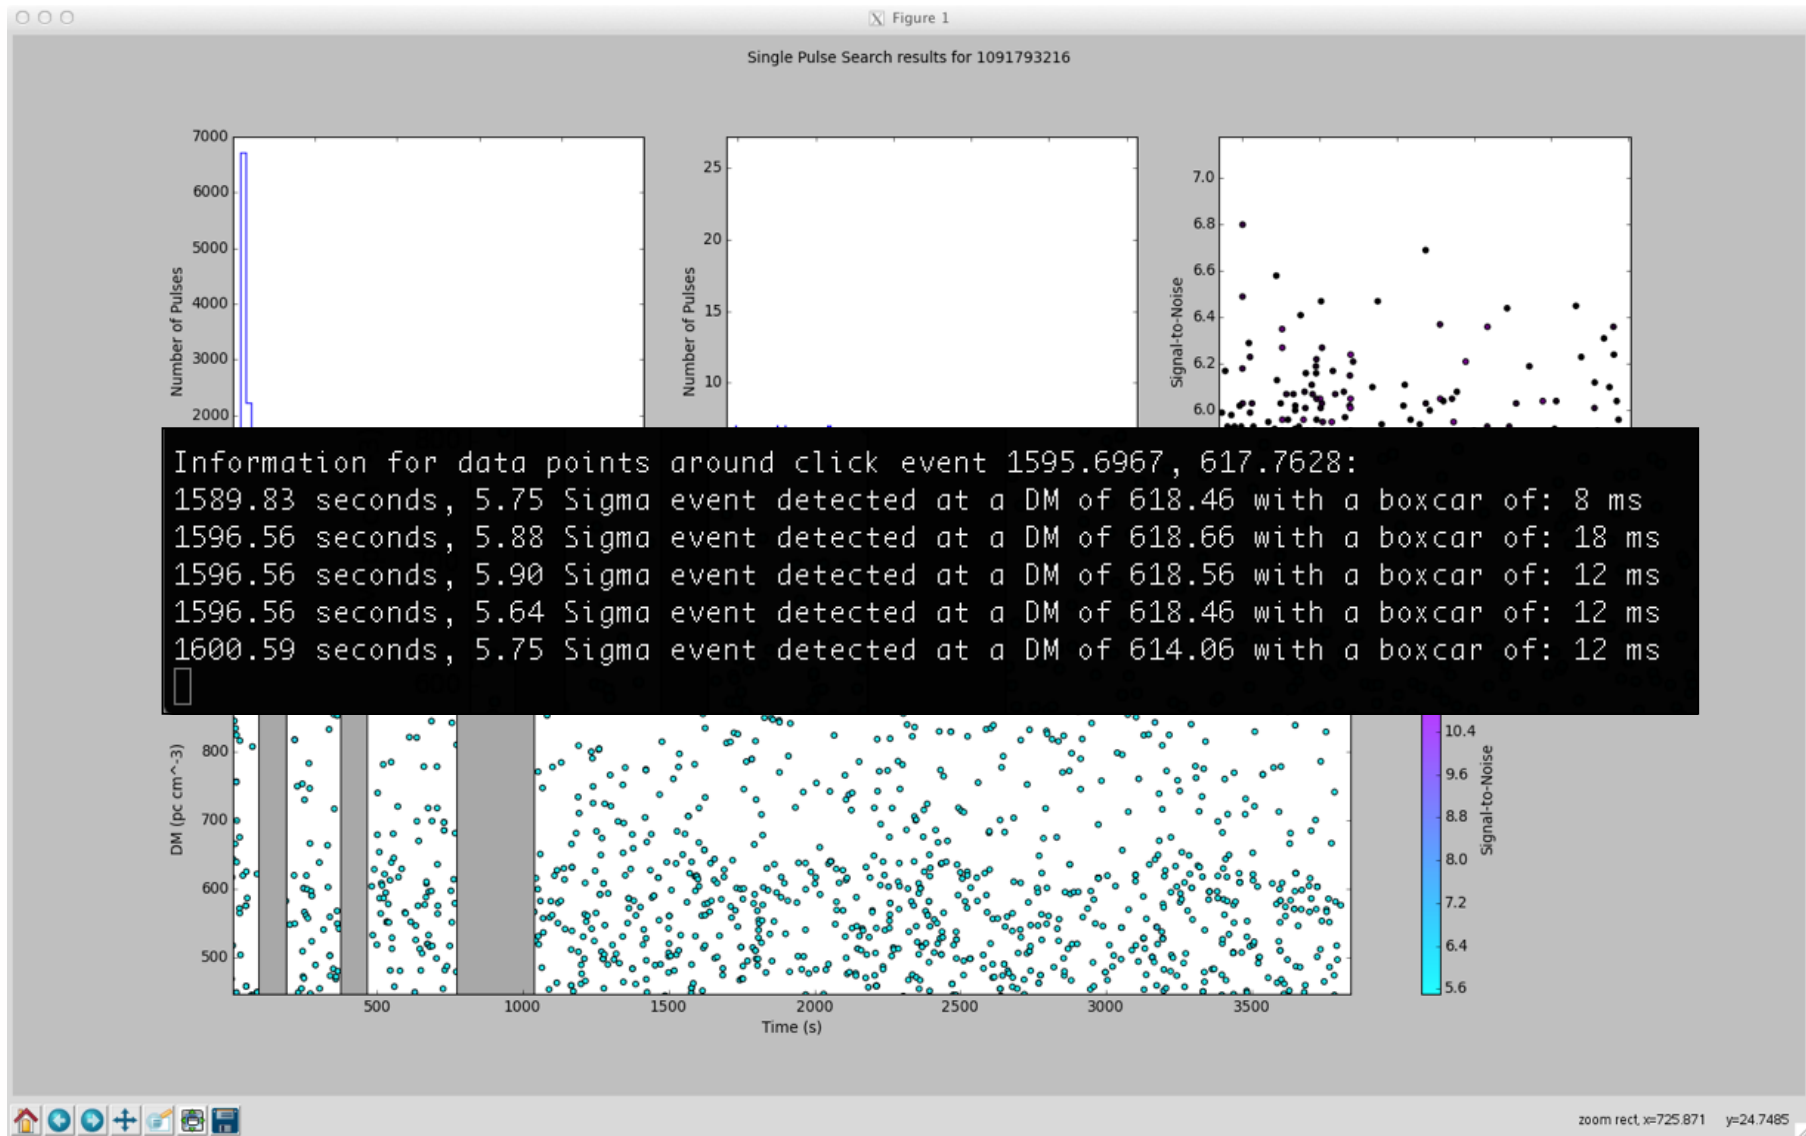 Figure 1
Single Pulse Search results for 1091793216
7000
6000
5000
4000
3000
2000
Number of Pulses
25
20
15
10
Number of Pulses
7.0
6.8
6.6
6.4
6.2
6.0
Signal-to-Noise
Information for data points around click event 1595.6967, 617.7628:
1589.83 seconds, 5.75 Sigma event detected at a DM of 618.46 with a boxcar of: 8 ms
1596.56 seconds, 5.88 Sigma event detected at a DM of 618.66 with a boxcar of: 18 ms
1596.56 seconds, 5.90 Sigma event detected at a DM of 618.56 with a boxcar of: 12 ms
1596.56 seconds, 5.64 Sigma event detected at a DM of 618.46 with a boxcar of: 12 ms
1600.59 seconds, 5.75 Sigma event detected at a DM of 614.06 with a boxcar of: 12 ms
800
700
600
500
DM (pc cm^-3)
500 1000 1500 2000 2500 3000 3500
Time (s)
10.4
9.6
8.8
8.0
7.2
6.4
5.6
Signal-to-Noise
zoom rect, x=725.871 y=24.7485